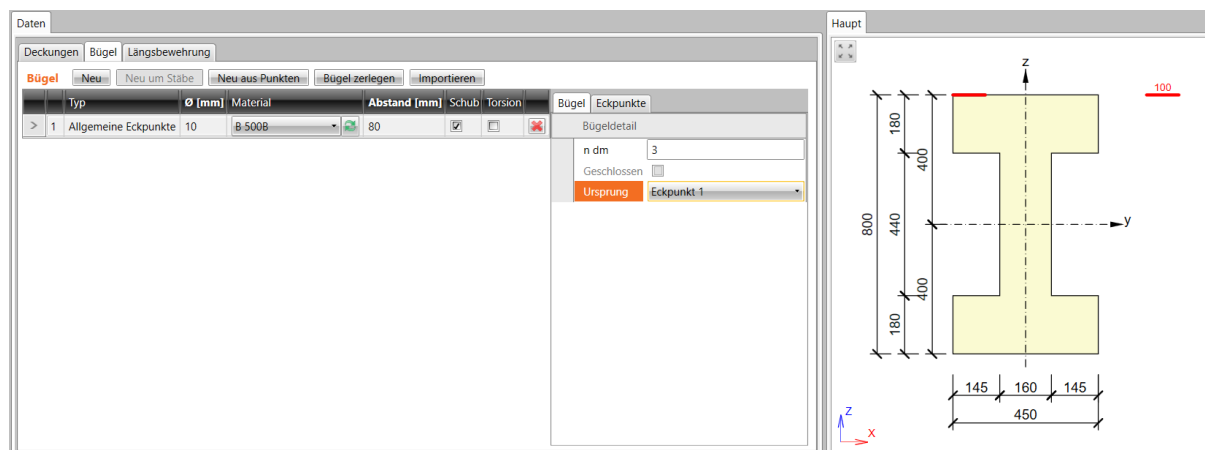 Daten
Deckungen Bügel Längsbewehrung
Bügel Neu Neu um Stäbe Neu aus Punkten Bügel zerlegen Importieren
Typ Ø [mm] Material Abstand [mm] Schub Torsion
> 1 Allgemeine Eckpunkte 10 B 500B 80
Bügel Eckpunkte
Bügeldetail
n dm 3
Geschlossen
Ursprung Eckpunkt 1
Haupt
z
100
180
400
800
440
y
400
180
145 160 145
450
Z
X